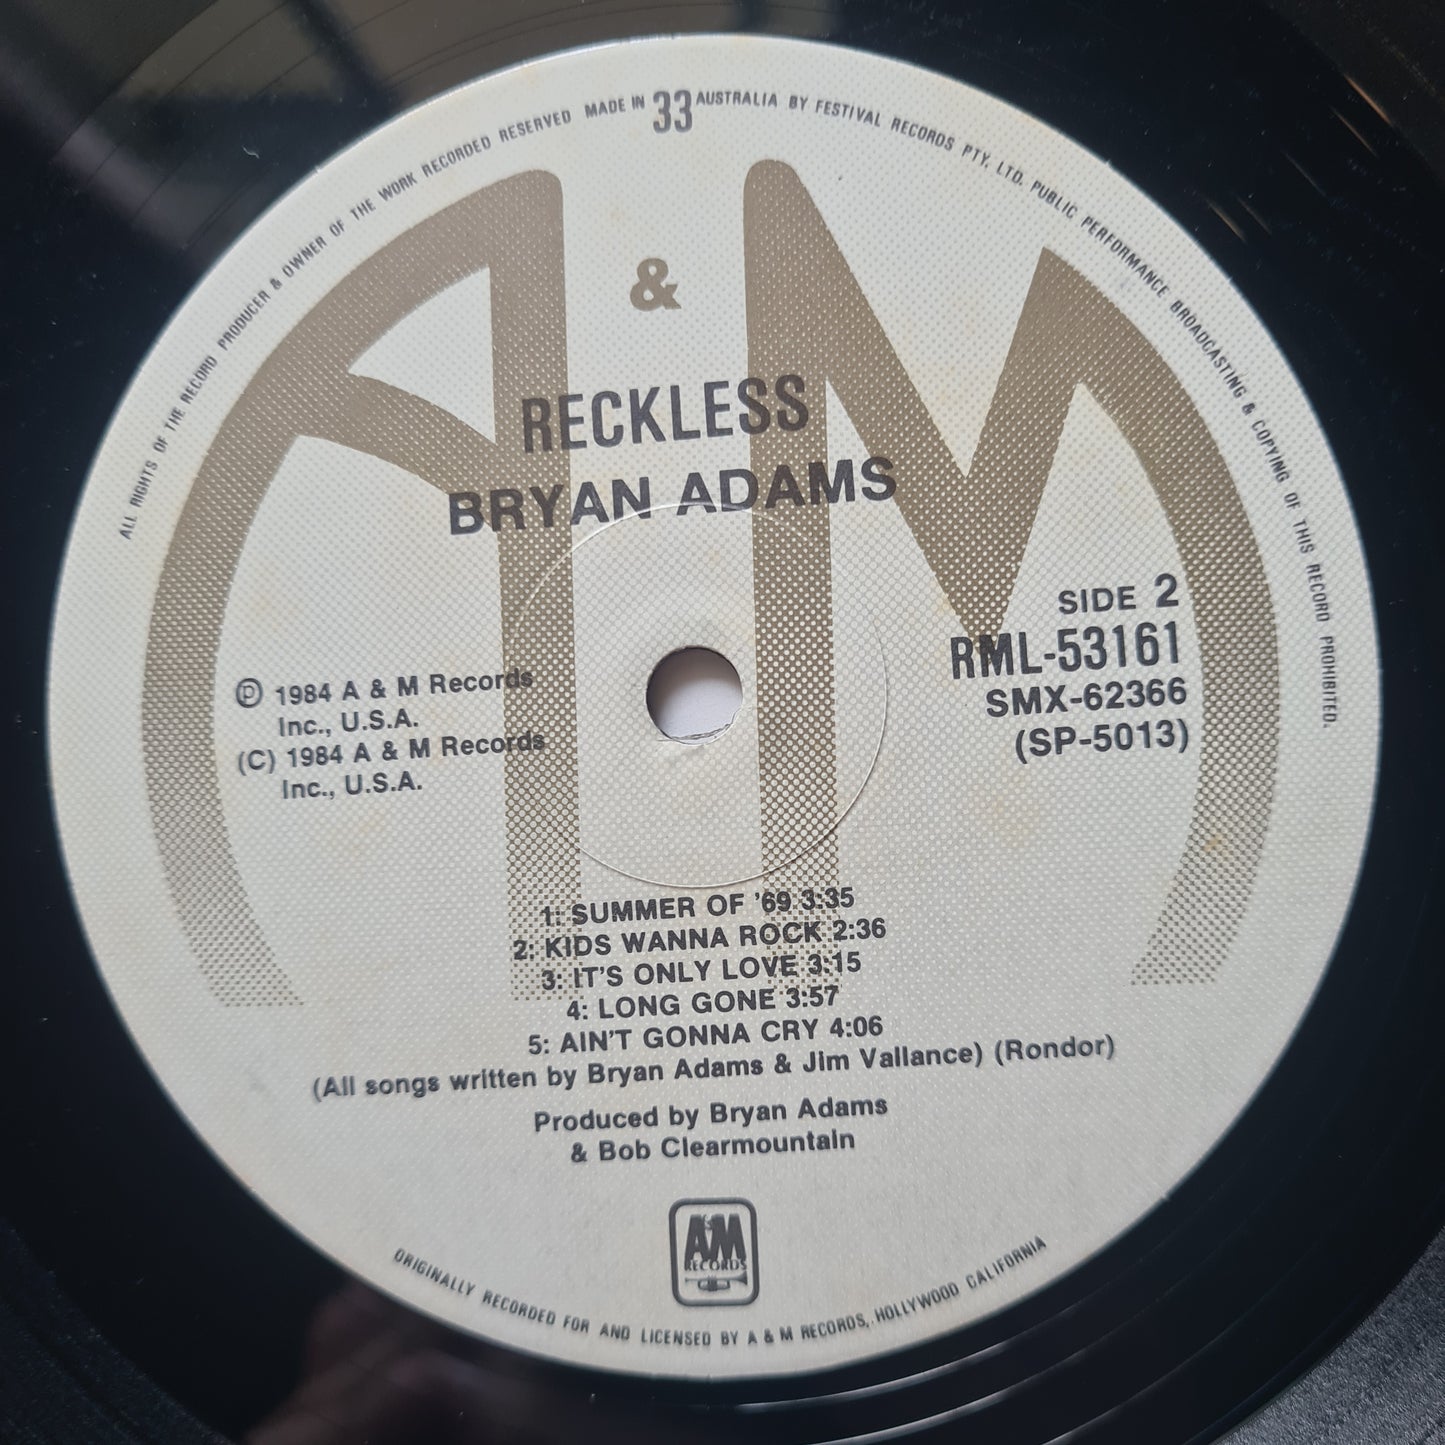 ALL RIGHTS OF THE RECORD PRODUCER & OWNER OF THE WORK RECORDED RESERVED MADE IN 33 AUSTRALIA BY FESTIVAL RECORDS PTY. LTD. PUBLIC PERFORMANCE BROADCASTING & COPYING OF THIS RECORD PROHIBITED.
A & M
RECKLESS
BRYAN ADAMS
SIDE 2
RML-53161
SMX-62366
(SP-5013)
℗ 1984 A & M Records
Inc., U.S.A.
(C) 1984 A & M Records
Inc., U.S.A.
1: SUMMER OF '69 3:35
2: KIDS WANNA ROCK 2:36
3: IT'S ONLY LOVE 3:15
4: LONG GONE 3:57
5: AIN'T GONNA CRY 4:06
(All songs written by Bryan Adams & Jim Vallance) (Rondor)
Produced by Bryan Adams
& Bob Clearmountain
A&M
RECORDS
ORIGINALLY RECORDED FOR AND LICENSED BY A & M RECORDS, HOLLYWOOD CALIFORNIA